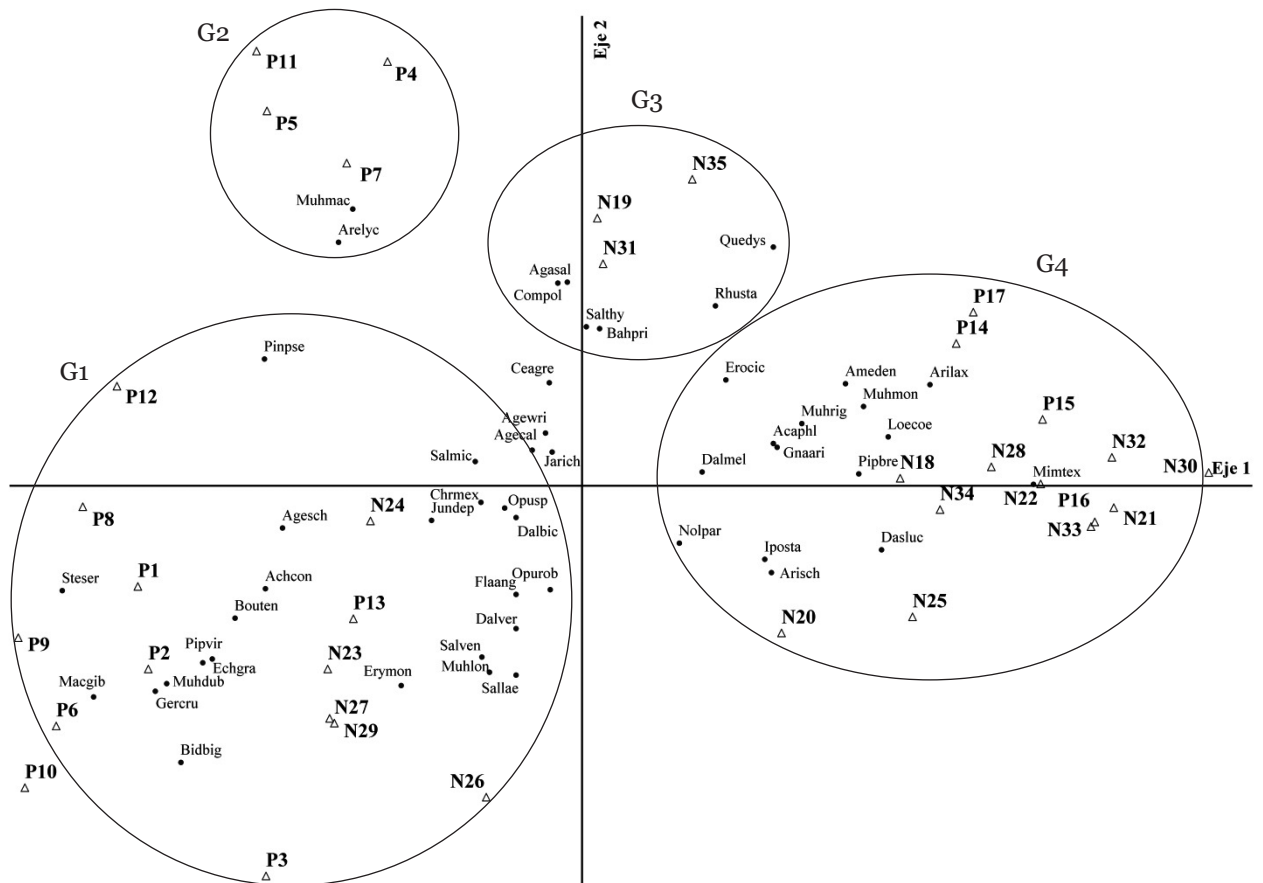 G2
P11
P4
P5
P7
Muhmac
Arelyc
Eje 2
G3
N35
N19
N31
Quedys
Agasal
Compol
Rhusta
Salthy
Bahpri
G4
P17
P14
Erocic
Ameden
Arilax
Muhmon
Muhrig
P15
Acaphl
Gnaari
Loecoe
Dalmel
Pipbre
N18
N28
Mimtex
N32
N30
Eje 1
N34
N22
P16
N33
N21
Nolpar
Iposta
Arisch
Dasluc
N20
N25
G1
Pinpse
P12
Ceagre
Agewri
Agecal
Jarich
Salmic
Chrmex
Jundep
Opusp
Dalbic
P8
Agesch
N24
Steser
P1
Achcon
Bouten
P13
Flaang
Opurob
Dalver
P9
P2
Pipvir
Echgra
Muhdub
Gercru
N23
Erymon
Salven
Muhlon
Sallae
Macgib
P6
N27
N29
Bidbig
P10
N26
P3